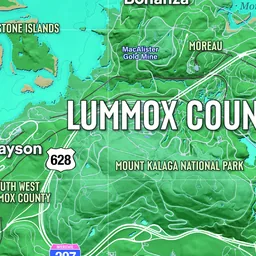 Bonanza
STONE ISLANDS
MacAlister
Gold Mine
MOREAU
LUMMOX COUN
ayson
628
MOUNT KALAGA NATIONAL PARK
UTH WEST
MOX COUNTY